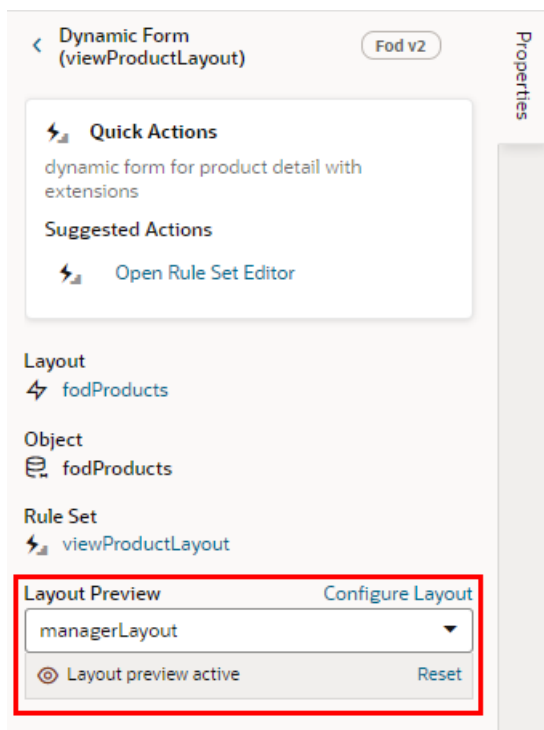 Dynamic Form
(viewProductLayout)
Fod v2
Properties
Quick Actions
dynamic form for product detail with
extensions
Suggested Actions
Open Rule Set Editor
Layout
fodProducts
Object
fodProducts
Rule Set
viewProductLayout
Layout Preview
Configure Layout
managerLayout
Layout preview active
Reset